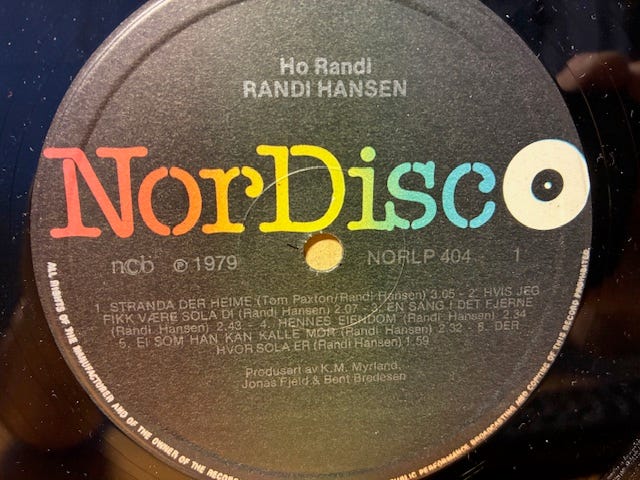 Ho Randi
RANDI HANSEN
NorDisco
ncb ℗ 1979 NORLP 404 1
1. STRANDA DER HEIME (Tom Paxton/Randi Hansen) 3.05 - 2. HVIS JEG
FIKK VÆRE SOLA DI (Randi Hansen) 2.07 - 3. EN SANG I DET FJERNE
(Randi Hansen) 2.43 - 4. HENNES EIENDOM (Randi Hansen) 2.34
5. EI SOM HAN KAN KALLE MOR (Randi Hansen) 2.32 6. DER
HVOR SOLA ER (Randi Hansen) 1.59
Produsert av K.M. Myrland,
Jonas Fjeld & Bent Bredesen
ALL RIGHTS OF THE MANUFACTURER AND OF THE OWNER OF THE RECORD
PUBLIC PERFORMANCE BROADCASTING AND COPYING OF THIS RECORD PROHIBITED